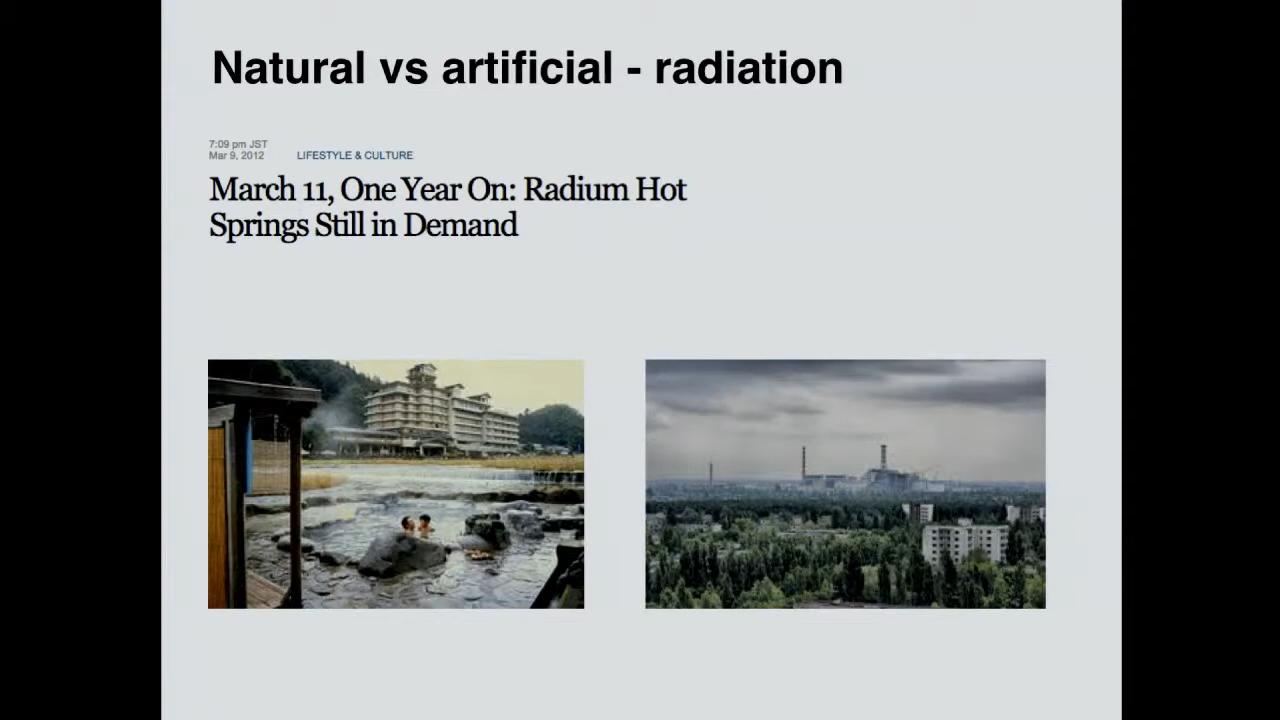 Natural vs artificial - radiation
7:09 pm JST
Mar 9, 2012
LIFESTYLE & CULTURE
March 11, One Year On: Radium Hot
Springs Still in Demand